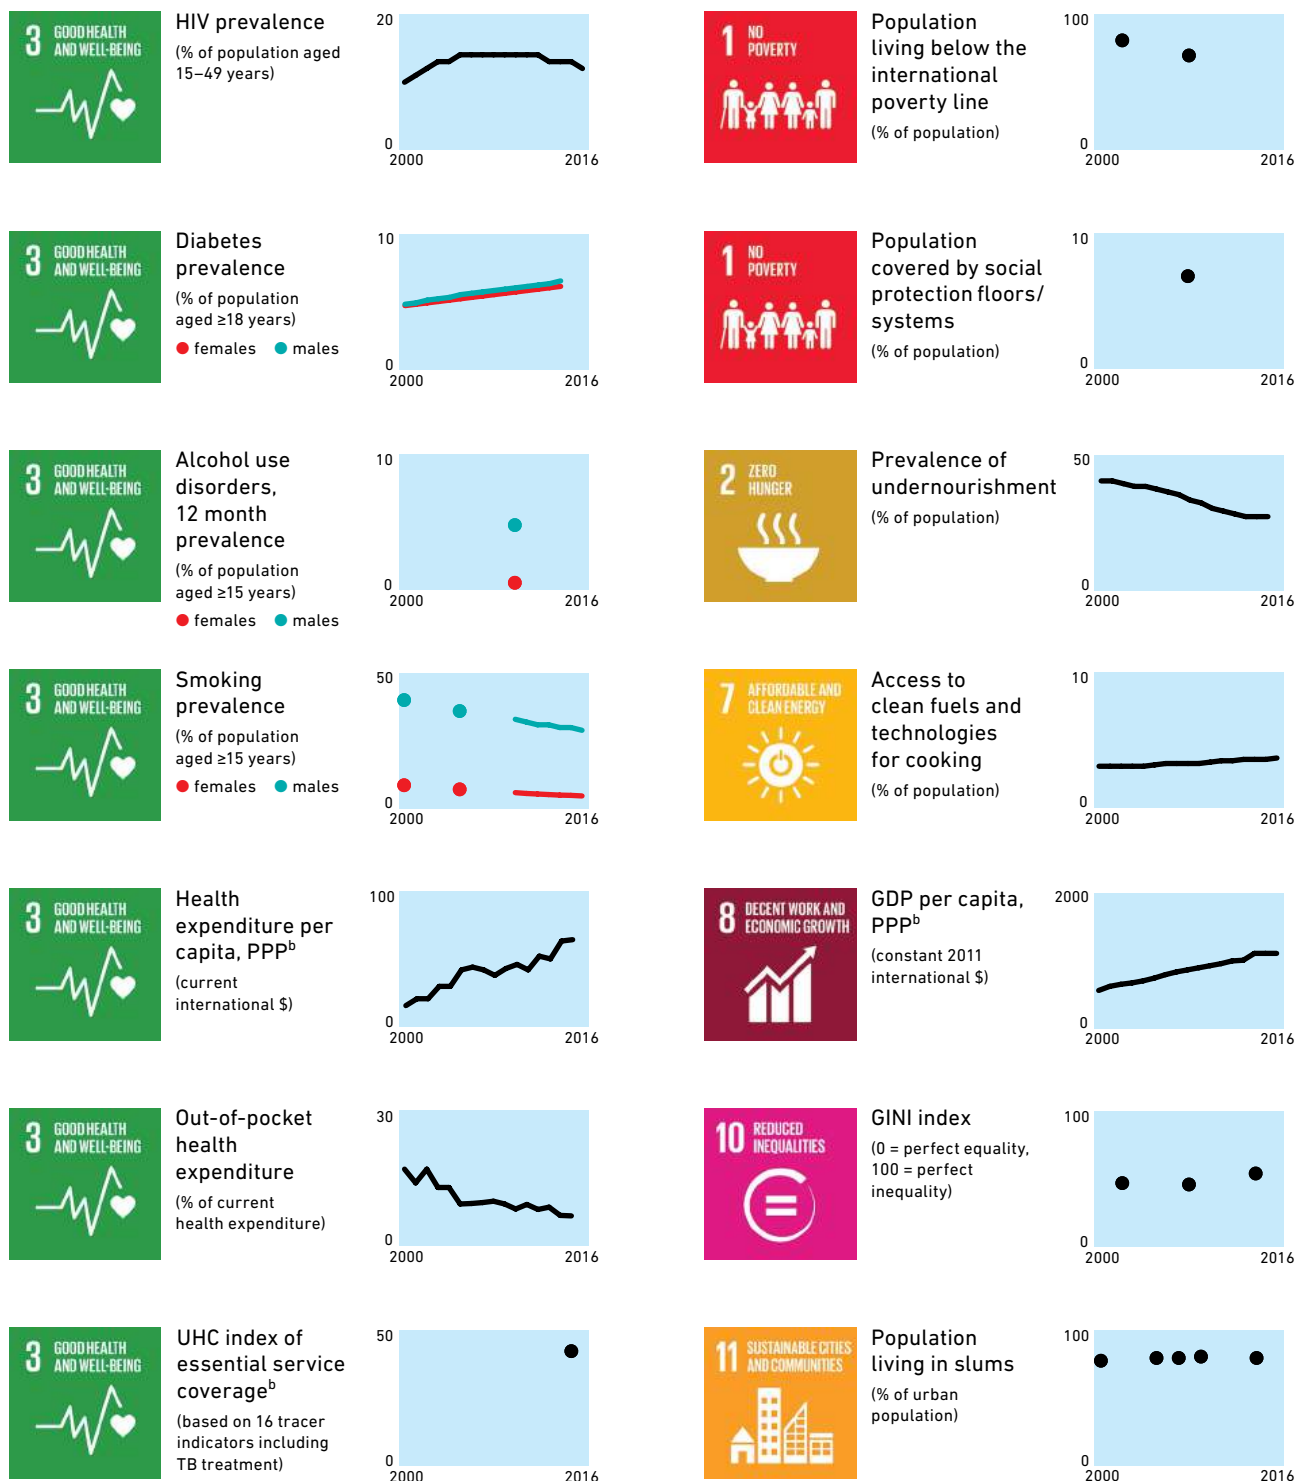 3 GOOD HEALTH
AND WELL-BEING
HIV prevalence
(% of population aged
15–49 years)
20
0
2000 2016
3 GOOD HEALTH
AND WELL-BEING
Diabetes
prevalence
(% of population
aged ≥18 years)
females males
10
0
2000 2016
3 GOOD HEALTH
AND WELL-BEING
Alcohol use
disorders,
12 month
prevalence
(% of population
aged ≥15 years)
females males
10
0
2000 2016
3 GOOD HEALTH
AND WELL-BEING
Smoking
prevalence
(% of population
aged ≥15 years)
females males
50
0
2000 2016
3 GOOD HEALTH
AND WELL-BEING
Health
expenditure per
capita, PPPb
(current
international $)
100
0
2000 2016
3 GOOD HEALTH
AND WELL-BEING
Out-of-pocket
health
expenditure
(% of current
health expenditure)
30
0
2000 2016
3 GOOD HEALTH
AND WELL-BEING
UHC index of
essential service
coverageb
(based on 16 tracer
indicators including
TB treatment)
50
0
2000 2016
1 NO
POVERTY
Population
living below the
international
poverty line
(% of population)
100
0
2000 2016
1 NO
POVERTY
Population
covered by social
protection floors/
systems
(% of population)
10
0
2000 2016
2 ZERO
HUNGER
Prevalence of
undernourishment
(% of population)
50
0
2000 2016
7 AFFORDABLE AND
CLEAN ENERGY
Access to
clean fuels and
technologies
for cooking
(% of population)
10
0
2000 2016
8 DECENT WORK AND
ECONOMIC GROWTH
GDP per capita,
PPPb
(constant 2011
international $)
2000
0
2000 2016
10 REDUCED
INEQUALITIES
GINI index
(0 = perfect equality,
100 = perfect
inequality)
100
0
2000 2016
11 SUSTAINABLE CITIES
AND COMMUNITIES
Population
living in slums
(% of urban
population)
100
0
2000 2016